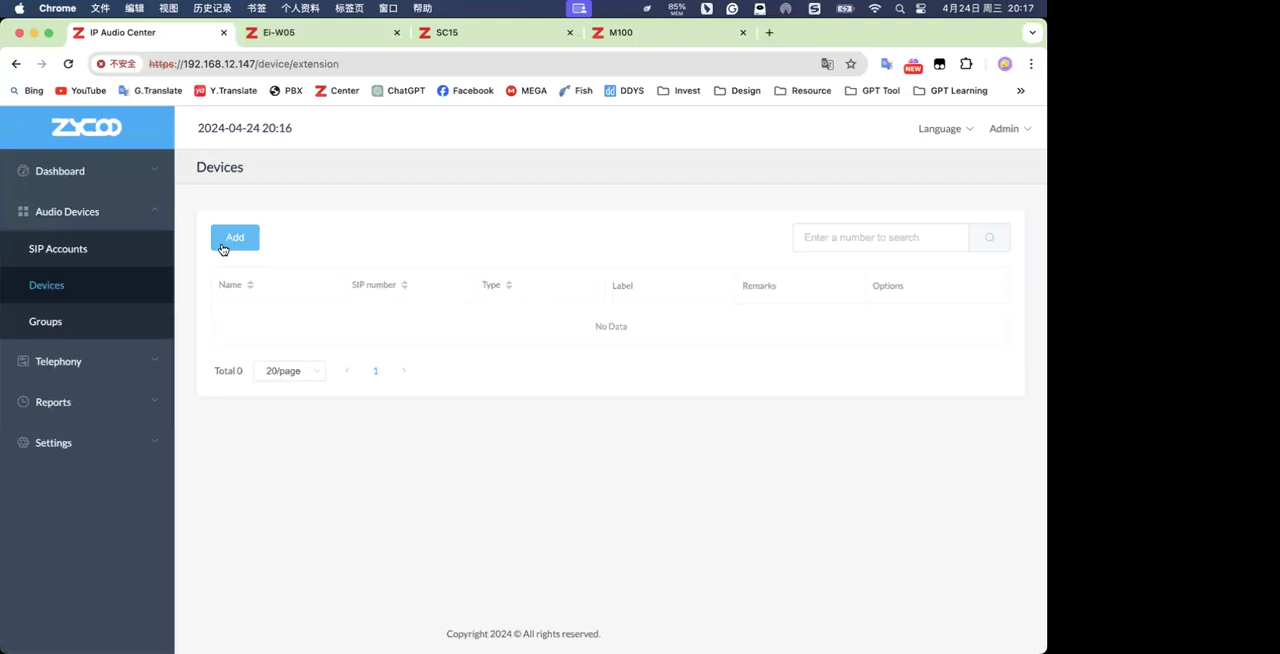 Chrome 文件 编辑 视图 历史记录 书签 个人资料 标签页 窗口 帮助 85% MEM 4月24日 周三 20:17
IP Audio Center Ei-W05 SC15 M100
不安全 https://192.168.12.147/device/extension NEW
Bing YouTube G.Translate Y.Translate PBX Center ChatGPT Facebook MEGA Fish DDYS Invest Design Resource GPT Tool GPT Learning
ZYCOO 2024-04-24 20:16 Language Admin
Dashboard
Audio Devices
SIP Accounts
Devices
Groups
Telephony
Reports
Settings
Devices
Add Enter a number to search
Name SIP number Type Label Remarks Options
No Data
Total 0 20/page 1
Copyright 2024 © All rights reserved.